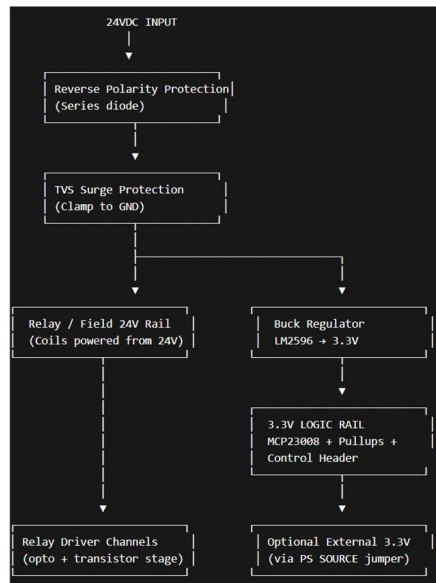 24VDC INPUT
Reverse Polarity Protection
(Series diode)
TVS Surge Protection
(Clamp to GND)
Relay / Field 24V Rail
(Coils powered from 24V)
Buck Regulator
LM2596 → 3.3V
3.3V LOGIC RAIL
MCP23008 + Pullups +
Control Header
Relay Driver Channels
(opto + transistor stage)
Optional External 3.3V
(via PS SOURCE jumper)